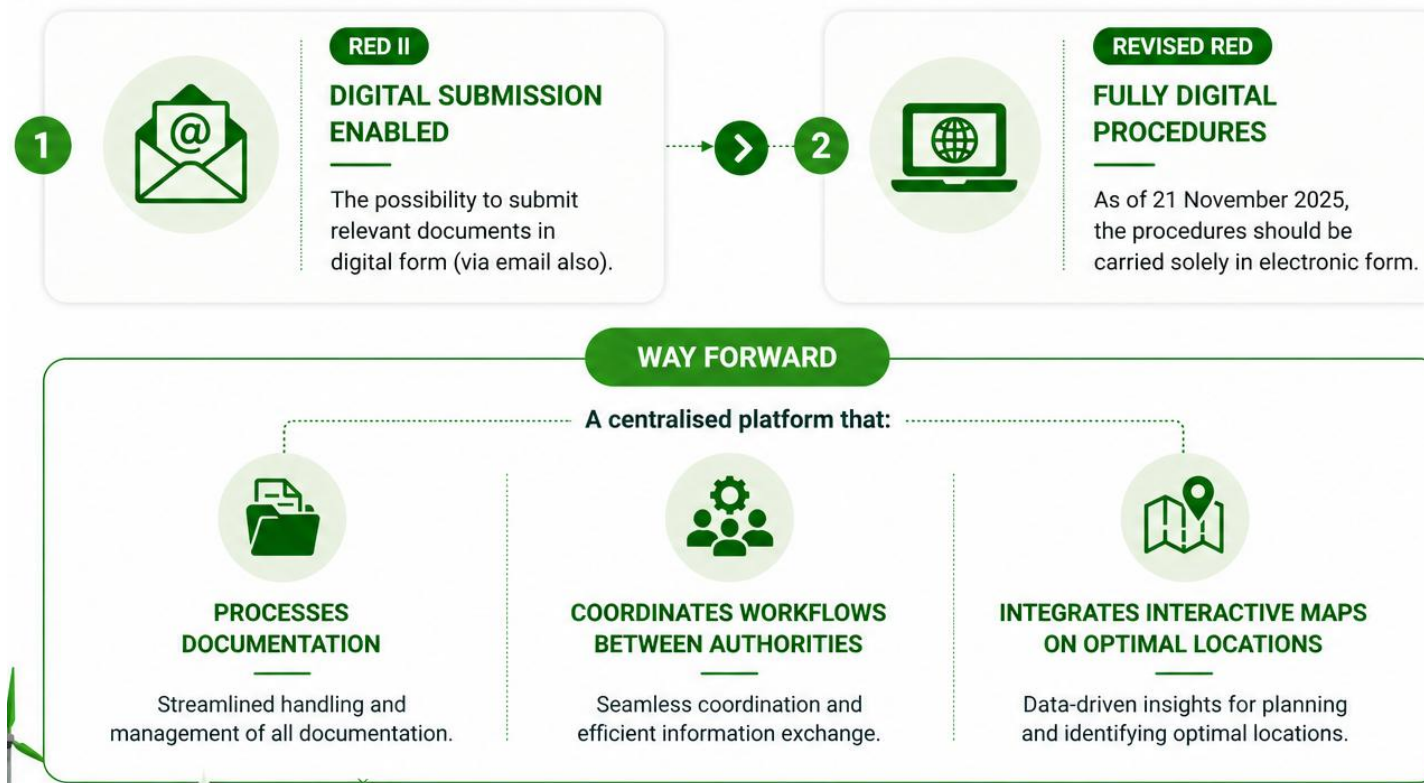 1
RED II
DIGITAL SUBMISSION
ENABLED
The possibility to submit
relevant documents in
digital form (via email also).
2
REVISED RED
FULLY DIGITAL
PROCEDURES
As of 21 November 2025,
the procedures should be
carried solely in electronic form.
WAY FORWARD
A centralised platform that:
PROCESSES
DOCUMENTATION
Streamlined handling and
management of all documentation.
COORDINATES WORKFLOWS
BETWEEN AUTHORITIES
Seamless coordination and
efficient information exchange.
INTEGRATES INTERACTIVE MAPS
ON OPTIMAL LOCATIONS
Data-driven insights for planning
and identifying optimal locations.